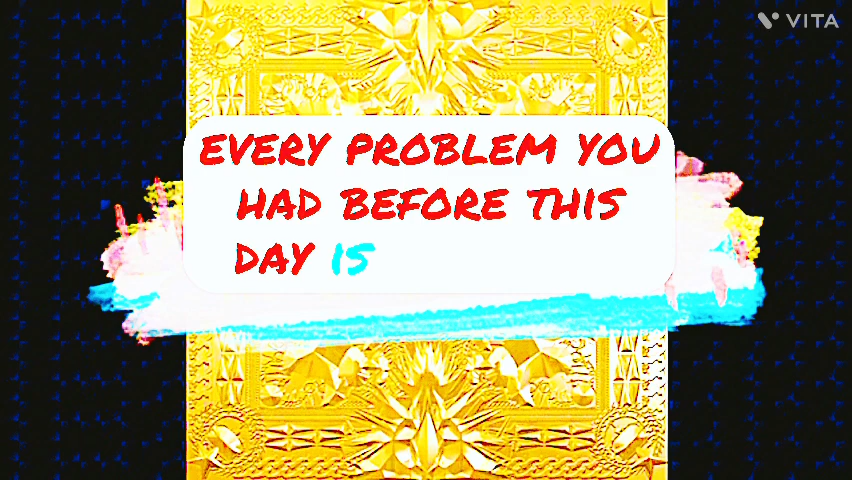 VITA
EVERY PROBLEM YOU
HAD BEFORE THIS
DAY IS